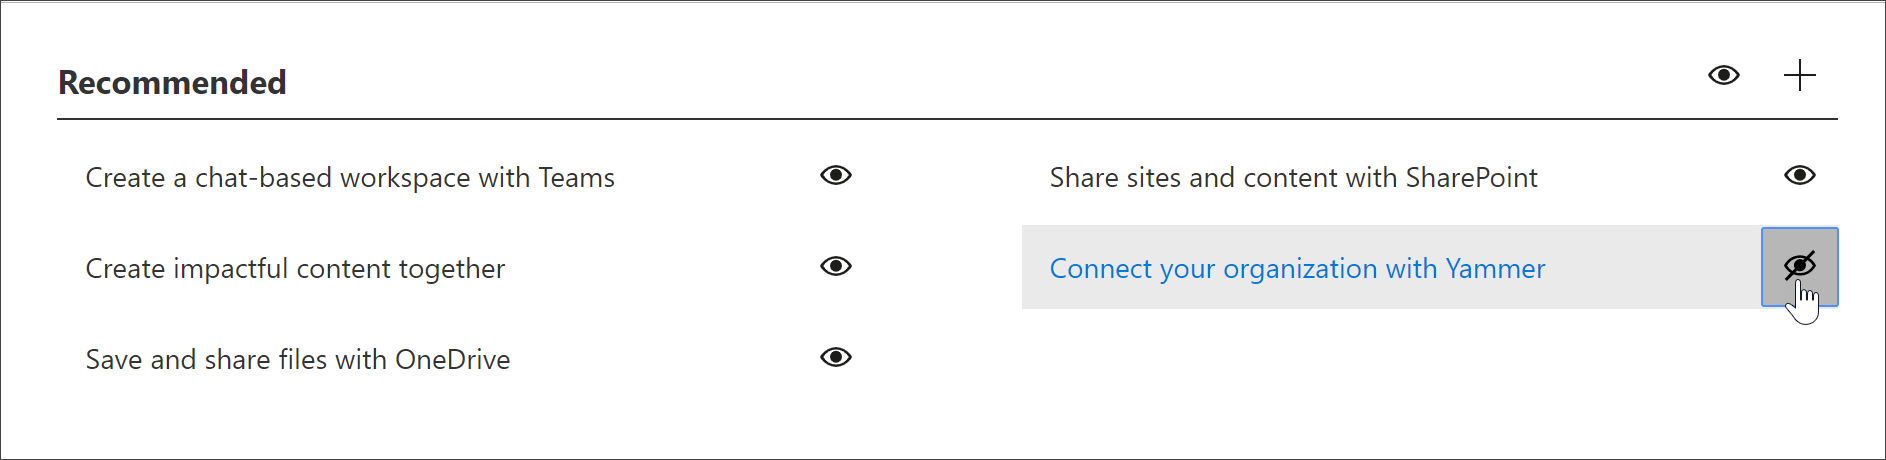 Recommended
Create a chat-based workspace with Teams
Share sites and content with SharePoint
Create impactful content together
Connect your organization with Yammer
Save and share files with OneDrive